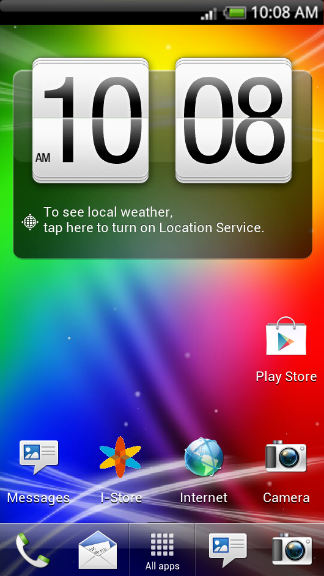 10:08 AM
AM 10 08
To see local weather,
tap here to turn on Location Service.
Play Store
Messages
I-Store
Internet
Camera
All apps